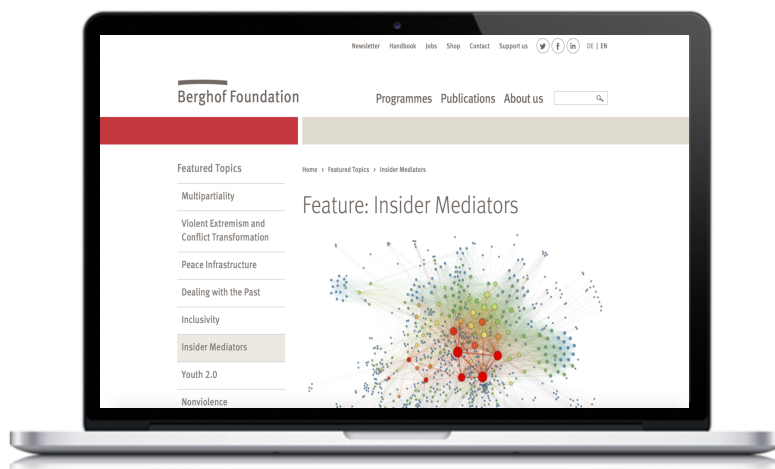 Newsletter Handbook Jobs Shop Contact Support us DE | EN
Berghof Foundation
Programmes Publications About us
Featured Topics
Home › Featured Topics › Insider Mediators
Multipartiality
Feature: Insider Mediators
Violent Extremism and
Conflict Transformation
Peace Infrastructure
Dealing with the Past
Inclusivity
Insider Mediators
Youth 2.0
Nonviolence